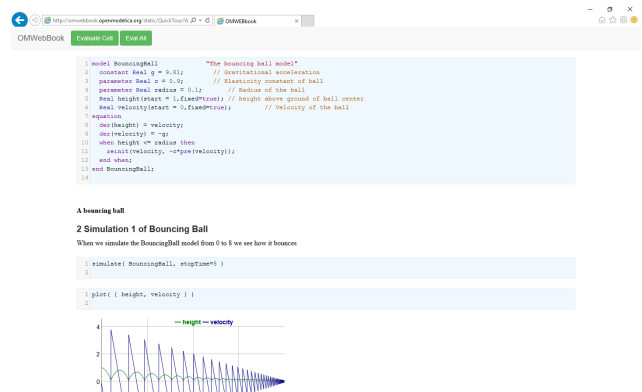 http://omwebbook.openmodelica.org/static/QuickTour/
OMWEBbook
OMWebBook Evaluate Cell Eval All
1 model BouncingBall "The bouncing ball model"
2 constant Real g = 9.81; // Gravitational acceleration
3 parameter Real c = 0.9; // Elasticity constant of ball
4 parameter Real radius = 0.1; // Radius of the ball
5 Real height(start = 1,fixed=true); // height above ground of ball center
6 Real velocity(start = 0,fixed=true); // Velocity of the ball
7 equation
8 der(height) = velocity;
9 der(velocity) = -g;
10 when height <= radius then
11 reinit(velocity, -c*pre(velocity));
12 end when;
13 end BouncingBall;
14
A bouncing ball
2 Simulation 1 of Bouncing Ball
When we simulate the BouncingBall model from 0 to 8 we see how it bounces
1 simulate( BouncingBall, stopTime=8 )
2
1 plot( { height, velocity } )
2
height velocity
4
2
0